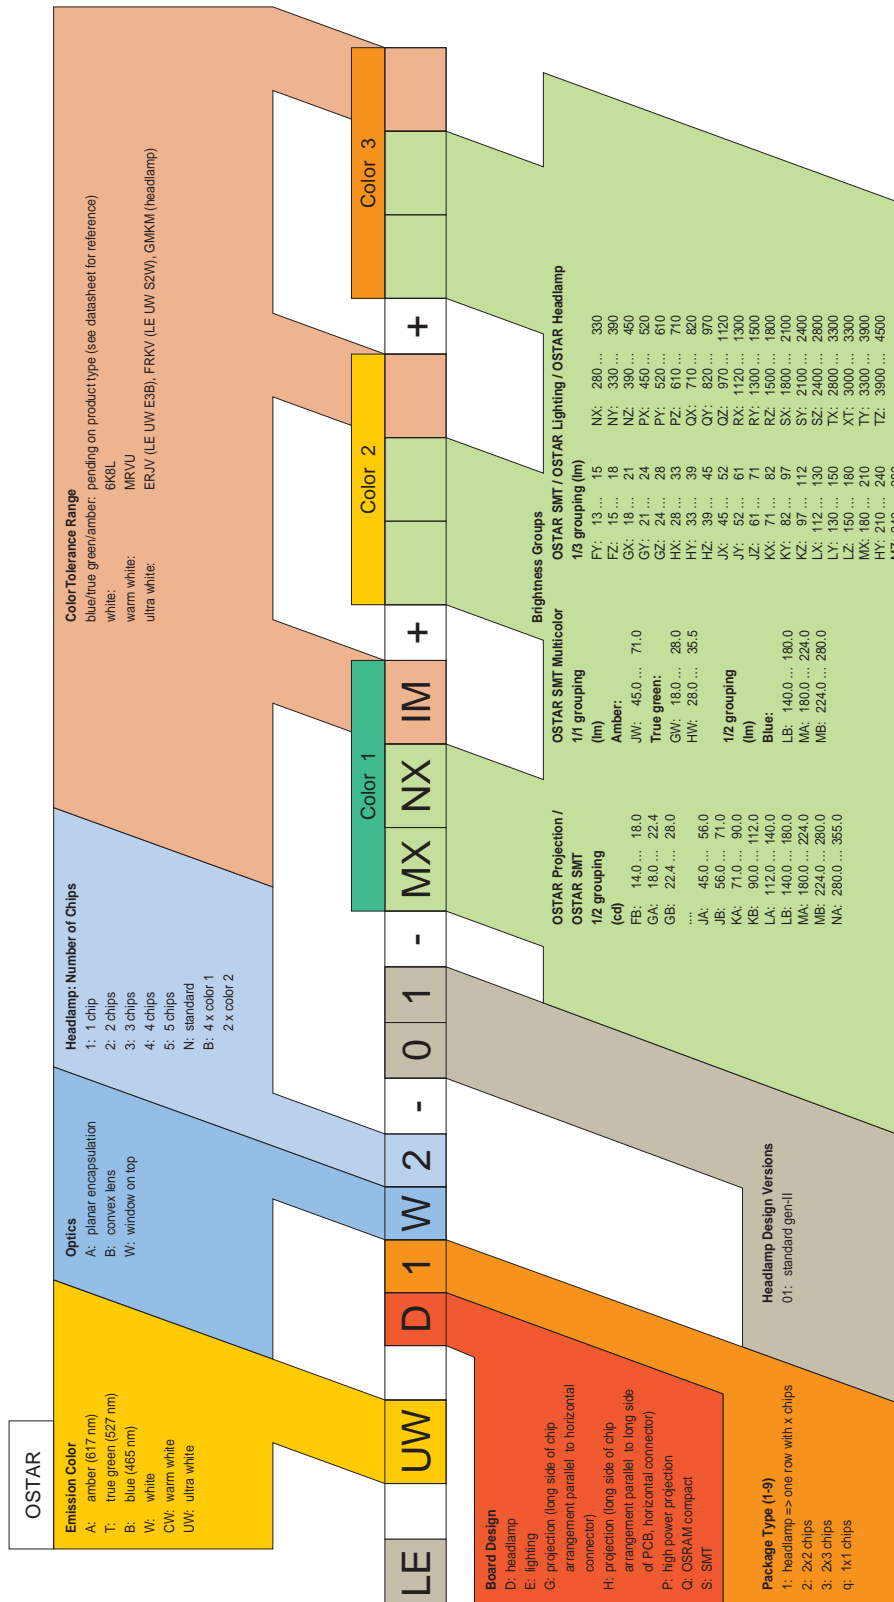 OSTAR
Emission Color
A: amber (617 nm)
T: true green (527 nm)
B: blue (465 nm)
W: white
CW: warm white
UW: ultra white
Optics
A: planar encapsulation
B: convex lens
W: window on top
Headlamp: Number of Chips
1: 1 chip
2: 2 chips
3: 3 chips
4: 4 chips
5: 5 chips
N: standard
B: 4 x color 1
2 x color 2
Color Tolerance Range
blue/true green/amber: pending on product type (see datasheet for reference)
white: 6K8L
warm white: MRVU
ultra white: ERJV (LE UW E3B), FRKV (LE UW S2W), GMKM (headlamp)
Color 1
Color 2
Color 3
LE UW D 1 W 2 - 0 1 - MX NX IM + +
Board Design
D: headlamp
E: lighting
G: projection (long side of chip
arrangement parallel to horizontal
connector)
H: projection (long side of chip
arrangement parallel to long side
of PCB, horizontal connector)
P: high power projection
Q: OSRAM compact
S: SMT
Package Type (1-9)
1: headlamp => one row with x chips
2: 2x2 chips
3: 2x3 chips
q: 1x1 chips
Headlamp Design Versions
01: standard gen-II
Brightness Groups
OSTAR Projection /
OSTAR SMT
1/2 grouping
(cd)
FB: 14.0 ... 18.0
GA: 18.0 ... 22.4
GB: 22.4 ... 28.0
....
JA: 45.0 ... 56.0
JB: 56.0 ... 71.0
KA: 71.0 ... 90.0
KB: 90.0 ... 112.0
LA: 112.0 ... 140.0
LB: 140.0 ... 180.0
MA: 180.0 ... 224.0
MB: 224.0 ... 280.0
NA: 280.0 ... 355.0
OSTAR SMT Multicolor
1/1 grouping
(lm)
Amber:
JW: 45.0 ... 71.0
True green:
GW: 18.0 ... 28.0
HW: 28.0 ... 35.5
1/2 grouping
(lm)
Blue:
LB: 140.0 ... 180.0
MA: 180.0 ... 224.0
MB: 224.0 ... 280.0
OSTAR SMT / OSTAR Lighting / OSTAR Headlamp
1/3 grouping (lm)
FY: 13 ... 15
FZ: 15 ... 18
GX: 18 ... 21
GY: 21 ... 24
GZ: 24 ... 28
HX: 28 ... 33
HY: 33 ... 39
HZ: 39 ... 45
JX: 45 ... 52
JY: 52 ... 61
JZ: 61 ... 71
KX: 71 ... 82
KY: 82 ... 97
KZ: 97 ... 112
LX: 112 ... 130
LY: 130 ... 150
LZ: 150 ... 180
MX: 180 ... 210
HY: 210 ... 240
NX: 280 ... 330
NY: 330 ... 390
NZ: 390 ... 450
PX: 450 ... 520
PY: 520 ... 610
PZ: 610 ... 710
QX: 710 ... 820
QY: 820 ... 970
QZ: 970 ... 1120
RX: 1120 ... 1300
RY: 1300 ... 1500
RZ: 1500 ... 1800
SX: 1800 ... 2100
SY: 2100 ... 2400
SZ: 2400 ... 2800
TX: 2800 ... 3300
XT: 3000 ... 3300
TY: 3300 ... 3900
TZ: 3900 ... 4500